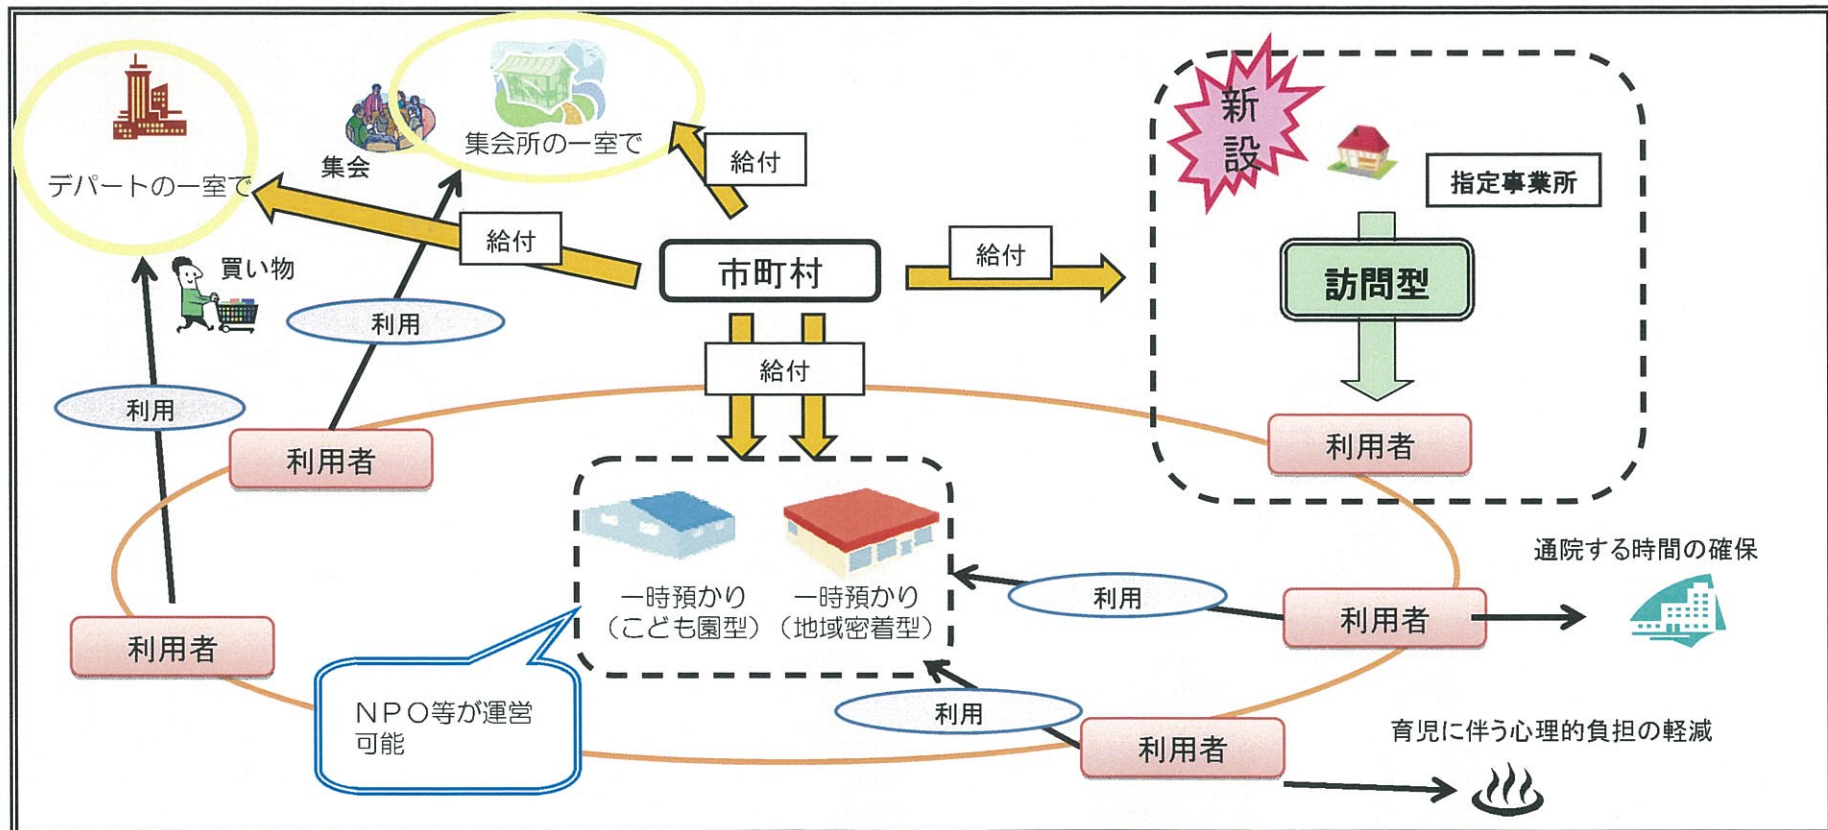 新
設
集会所の一室で
集会
デパートの一室で
給付
指定事業所
給付
給付
市町村
買い物
利用
訪問型
給付
利用
利用者
利用者
一時預かり
（こども園型）
一時預かり
（地域密着型）
通院する時間の確保
利用
利用者
利用者
ＮＰＯ等が運営
可能
利用
利用者
育児に伴う心理的負担の軽減